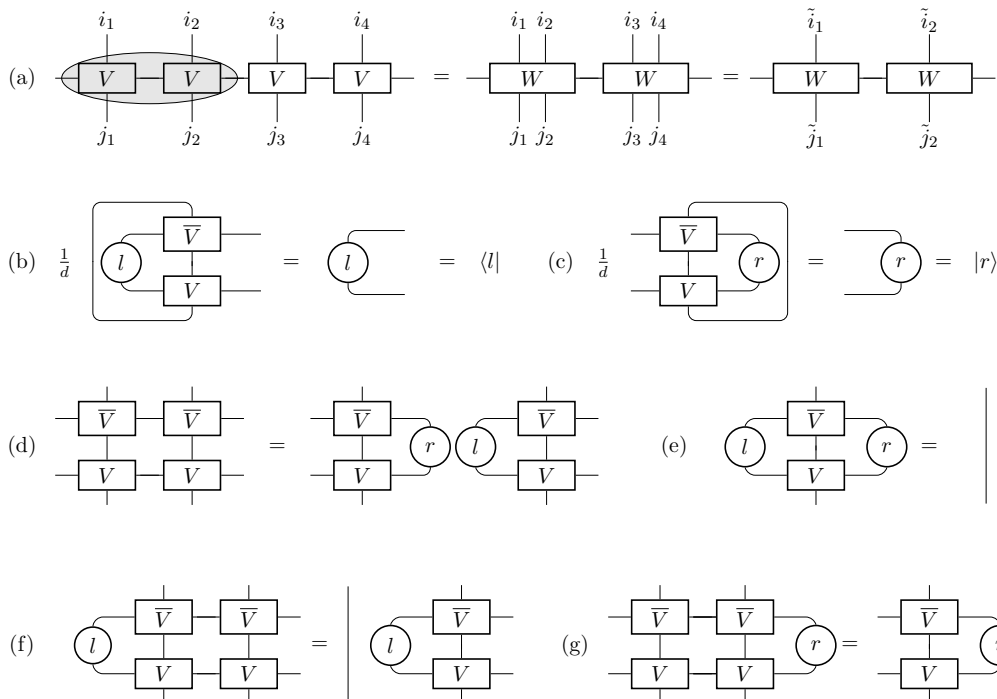 i₁ i₂ i₃ i₄ i₁ i₂ i₃ i₄ ĩ₁ ĩ₂
(a) V V V V = W W = W W
j₁ j₂ j₃ j₄ j₁ j₂ j₃ j₄ j̃₁ j̃₂
V̅ V̅
(b) 1/d l = l = ⟨l| (c) 1/d r = r = |r⟩
V V
V̅ V̅ V̅ V̅ V̅
(d) = r l (e) l r =
V V V V V
V̅ V̅ V̅ V̅ V̅ V̅
(f) l = l (g) r =
V V V V V V